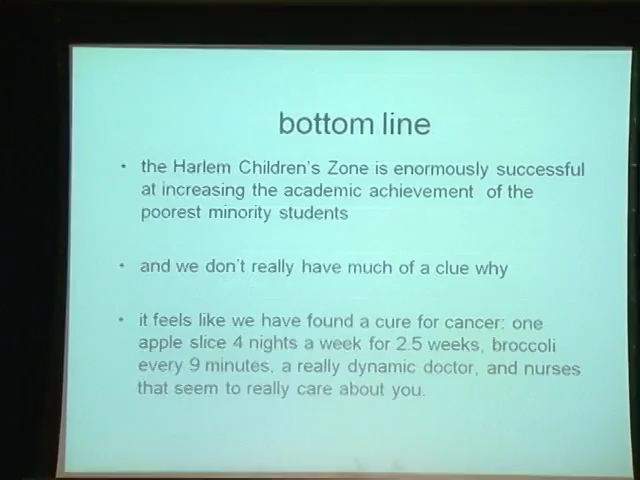 bottom line
• the Harlem Children's Zone is enormously successful
at increasing the academic achievement of the
poorest minority students
• and we don't really have much of a clue why
• it feels like we have found a cure for cancer: one
apple slice 4 nights a week for 2.5 weeks, broccoli
every 9 minutes, a really dynamic doctor, and nurses
that seem to really care about you.